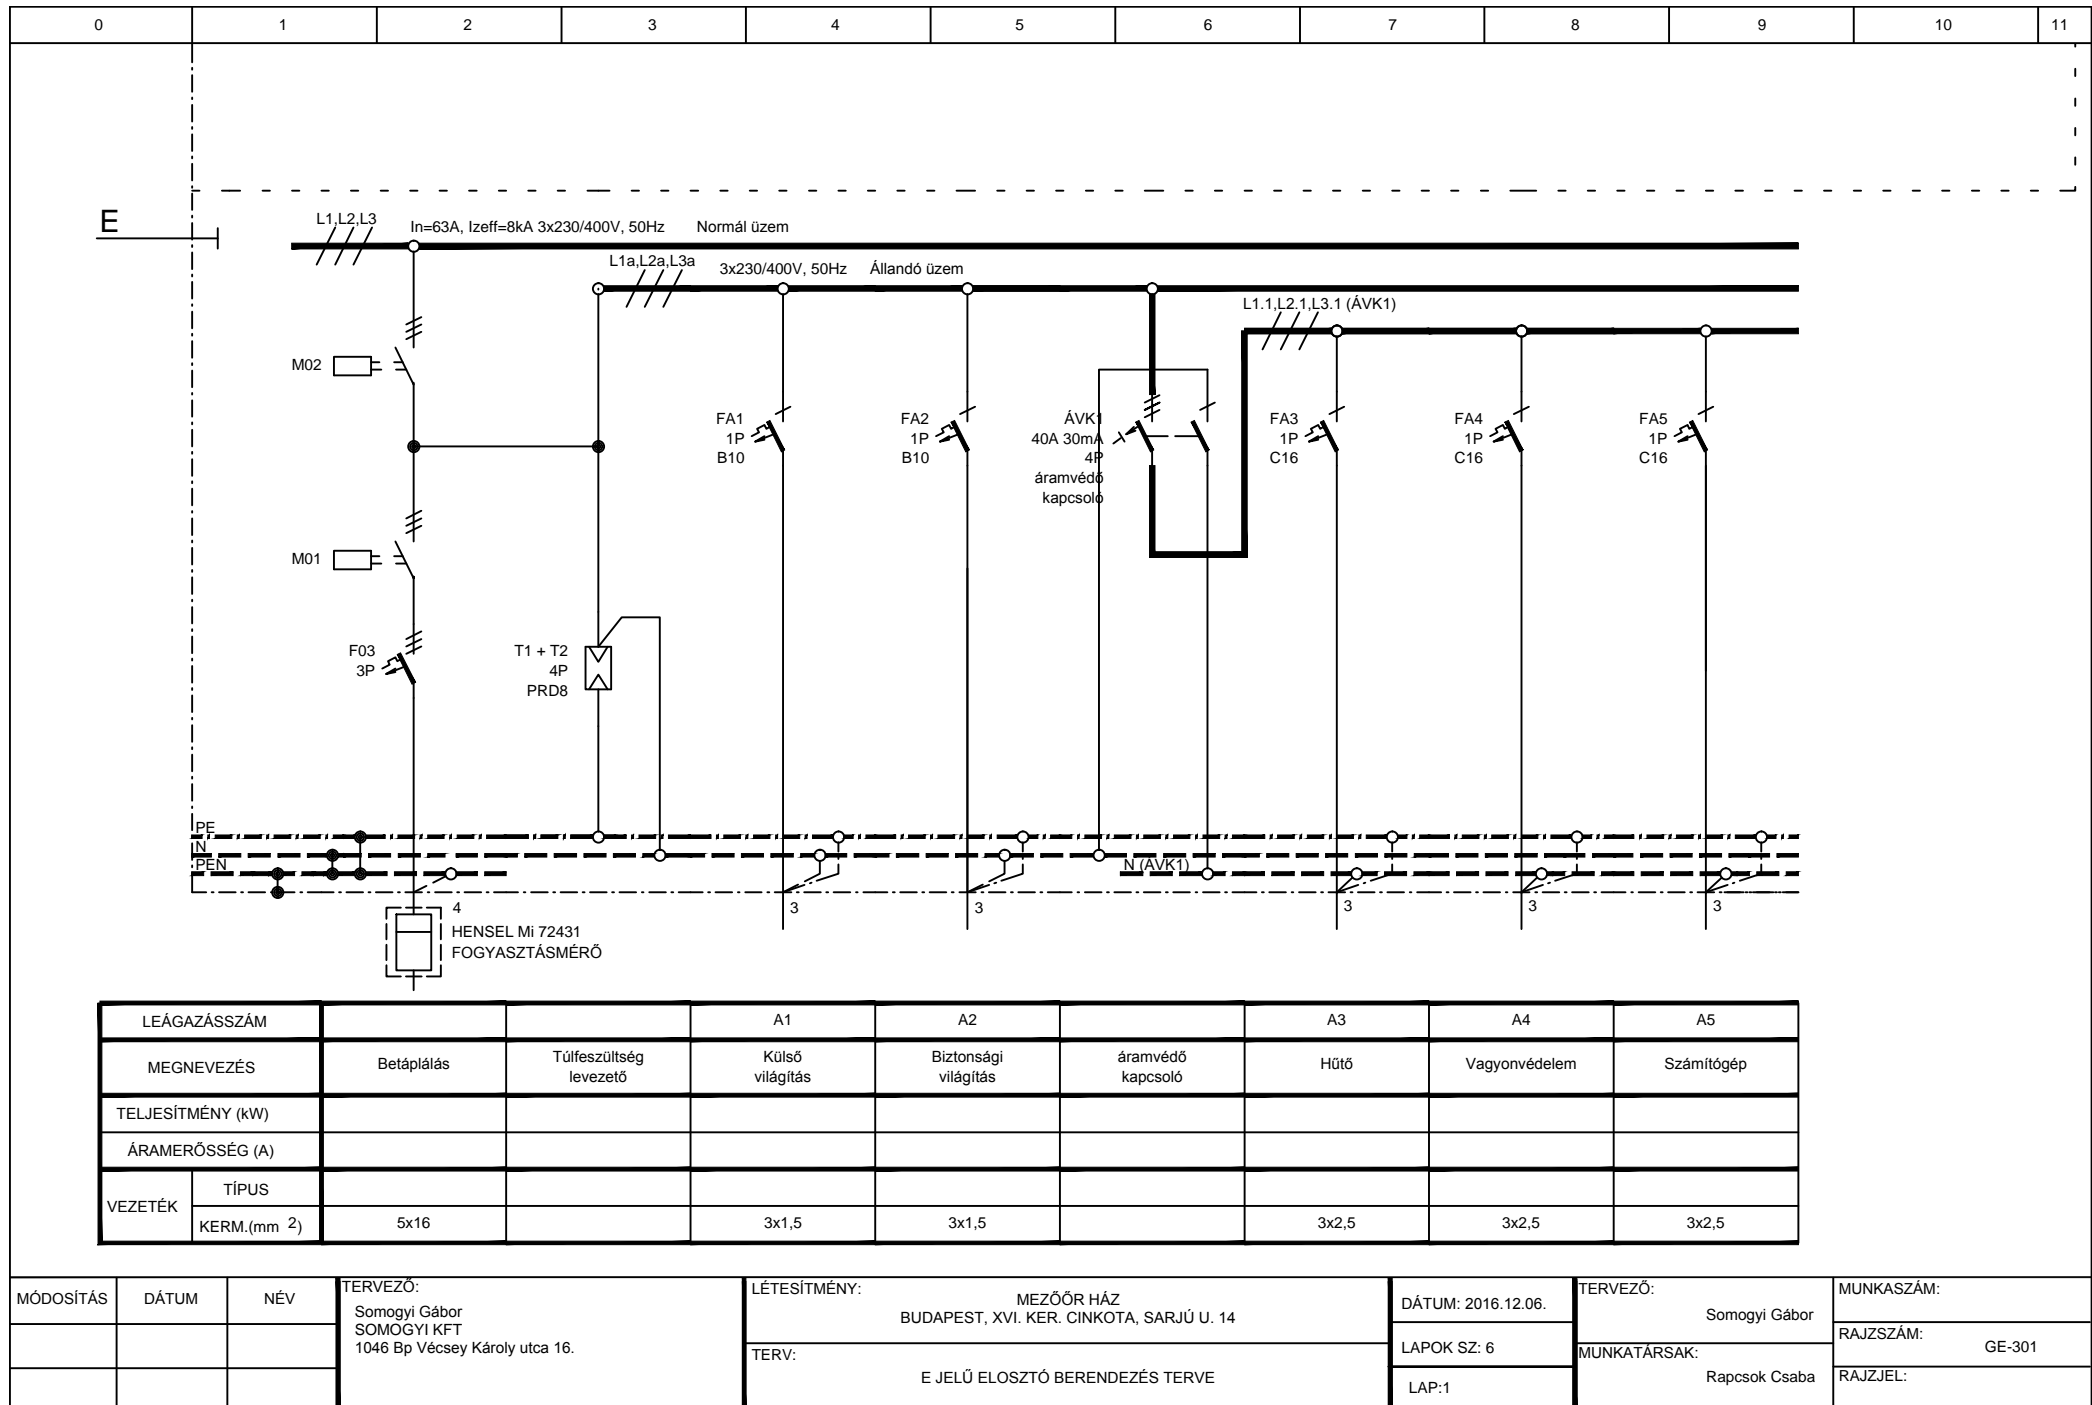 0 1 2 3 4 5 6 7 8 9 10 11
E
L1,L2,L3
In=63A, Izeff=8kA 3x230/400V, 50Hz Normál üzem
L1a,L2a,L3a
3x230/400V, 50Hz Állandó üzem
L1.1,L2.1,L3.1 (ÁVK1)
M02
FA1
1P
B10
FA2
1P
B10
ÁVK1
40A 30mA
4P
áramvédő
kapcsoló
FA3
1P
C16
FA4
1P
C16
FA5
1P
C16
M01
F03
3P
T1 + T2
4P
PRD8
PE
N
PEN
N (ÁVK1)
4
3
3
3
3
3
HENSEL Mi 72431
FOGYASZTÁSMÉRŐ
LEÁGAZÁSSZÁM A1 A2 A3 A4 A5
MEGNEVEZÉS
Betáplálás
Túlfeszültség
levezető
Külső
világítás
Biztonsági
világítás
áramvédő
kapcsoló
Hűtő
Vagyonvédelem
Számítógép
TELJESÍTMÉNY (kW)
ÁRAMERŐSSÉG (A)
VEZETÉK
TÍPUS
KERM.(mm 2) 5x16 3x1,5 3x1,5 3x2,5 3x2,5 3x2,5
MÓDOSÍTÁS DÁTUM NÉV
TERVEZŐ:
Somogyi Gábor
SOMOGYI KFT
1046 Bp Vécsey Károly utca 16.
LÉTESÍTMÉNY:
MEZŐŐR HÁZ
BUDAPEST, XVI. KER. CINKOTA, SARJÚ U. 14
TERV:
E JELŰ ELOSZTÓ BERENDEZÉS TERVE
DÁTUM: 2016.12.06.
LAPOK SZ: 6
LAP:1
TERVEZŐ:
Somogyi Gábor
MUNKATÁRSAK:
Rapcsok Csaba
MUNKASZÁM:
RAJZSZÁM:
GE-301
RAJZJEL: